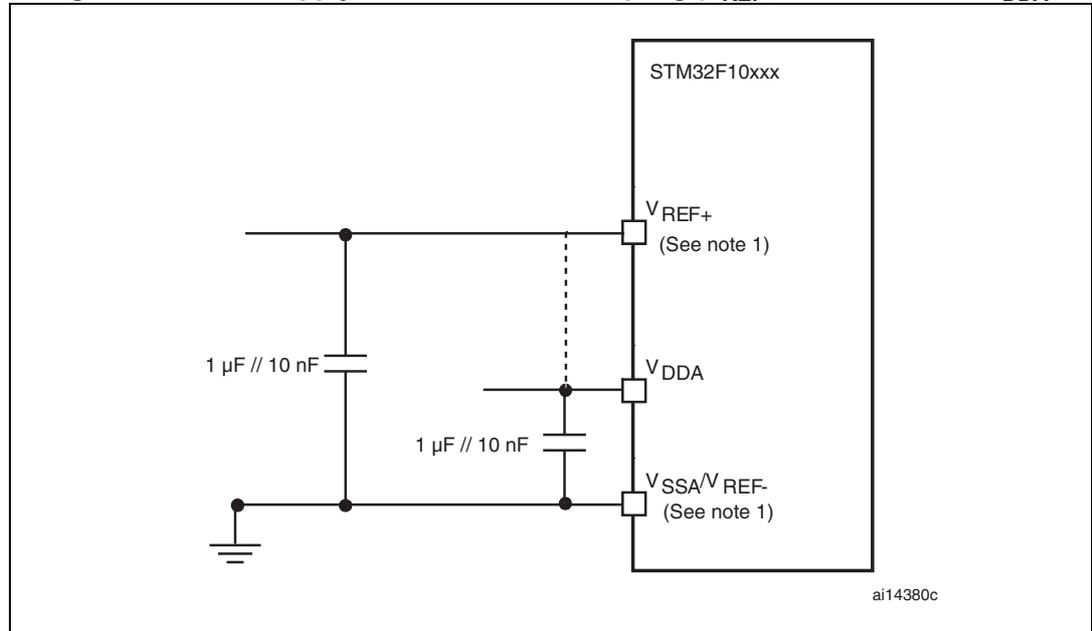 STM32F10xxx
VREF+
(See note 1)
1 µF // 10 nF
VDDA
1 µF // 10 nF
VSSA/VREF-
(See note 1)
ai14380c